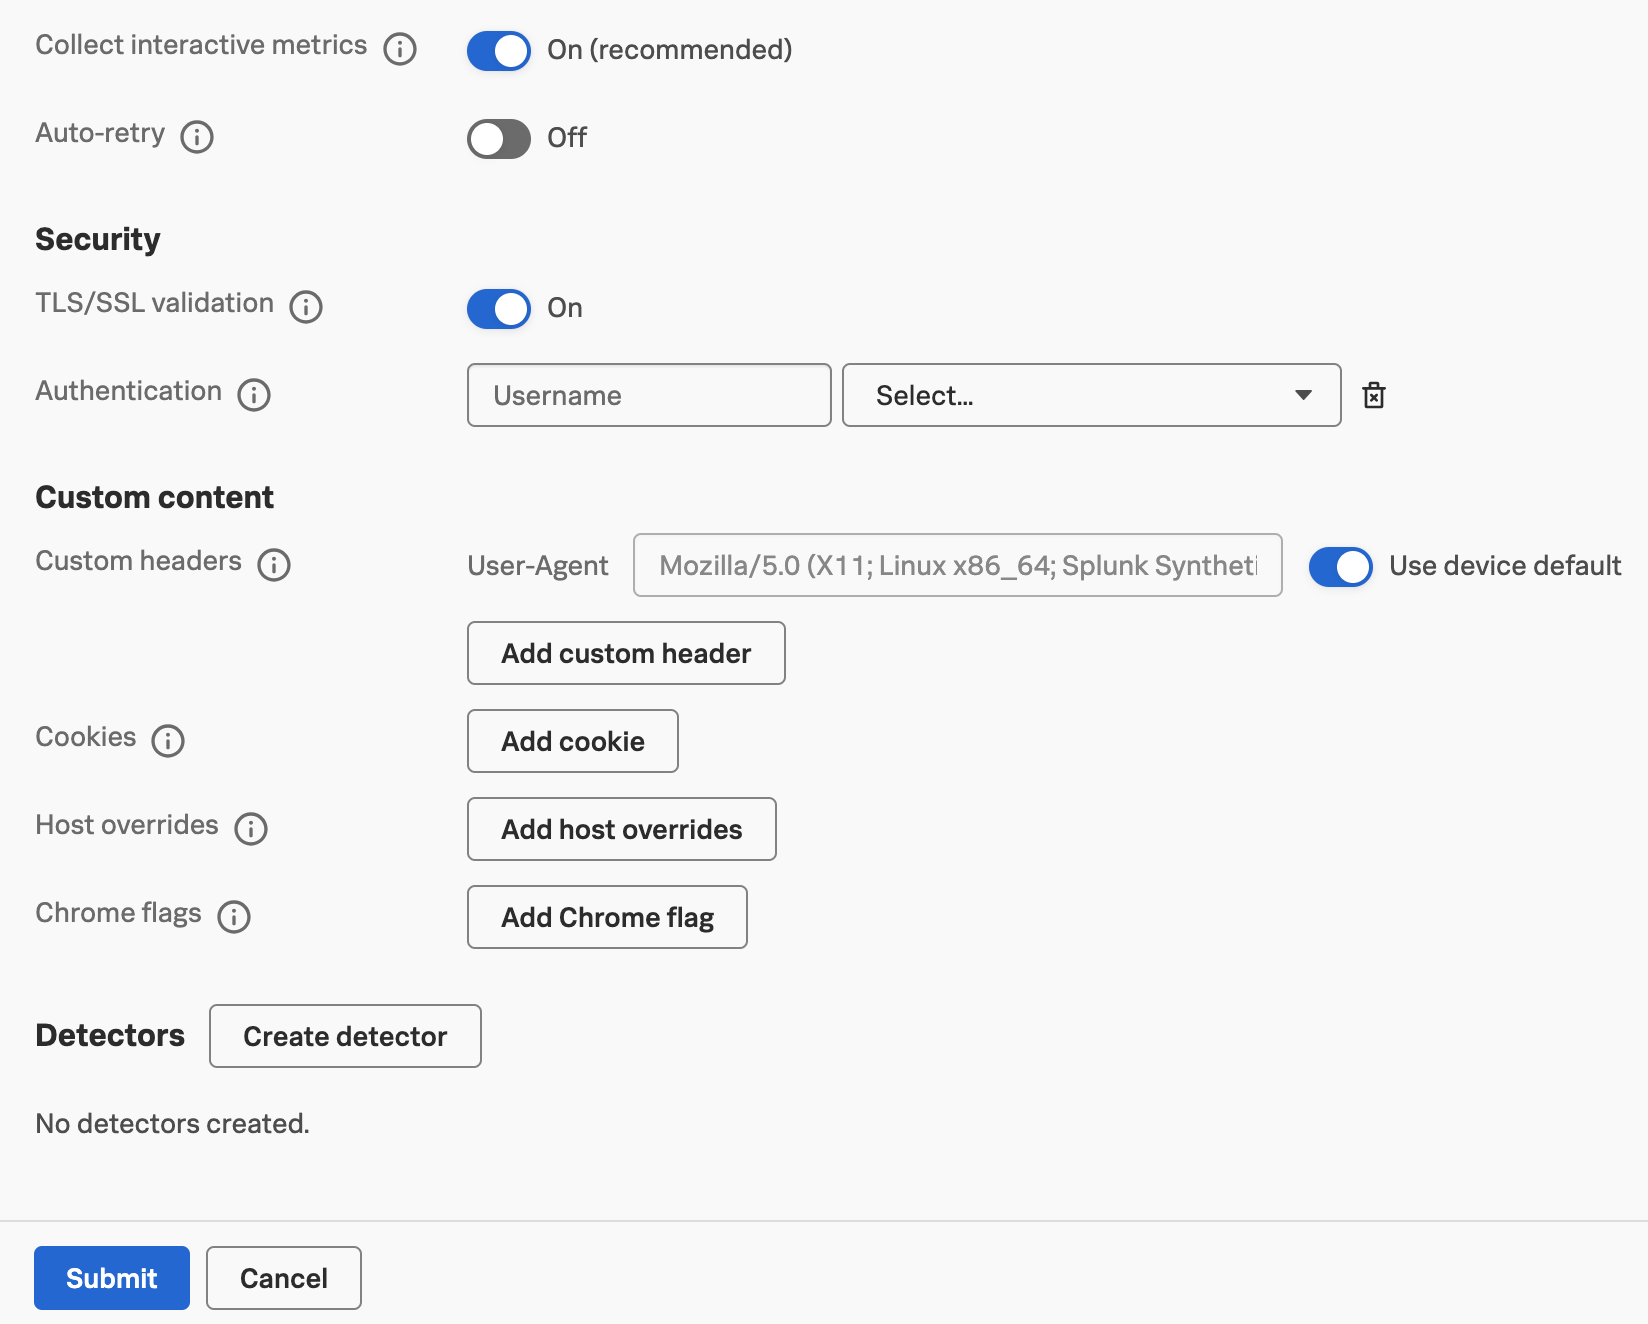 Collect interactive metrics On (recommended)
Auto-retry Off
Security
TLS/SSL validation On
Authentication Username Select...
Custom content
Custom headers User-Agent Mozilla/5.0 (X11; Linux x86_64; Splunk Syntheti Use device default
Add custom header
Cookies Add cookie
Host overrides Add host overrides
Chrome flags Add Chrome flag
Detectors Create detector
No detectors created.
Submit Cancel